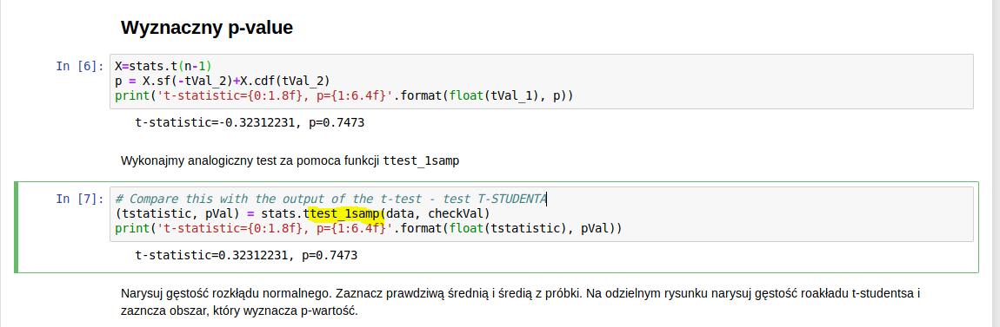 Wyznaczny p-value
In [6]: X=stats.t(n-1)
p = X.sf(-tVal_2)+X.cdf(tVal_2)
print('t-statistic={0:1.8f}, p={1:6.4f}'.format(float(tVal_1), p))
t-statistic=-0.32312231, p=0.7473
Wykonajmy analogiczny test za pomoca funkcji ttest_1samp
In [7]: # Compare this with the output of the t-test - test T-STUDENTA
(tstatistic, pVal) = stats.ttest_1samp(data, checkVal)
print('t-statistic={0:1.8f}, p={1:6.4f}'.format(float(tstatistic), pVal))
t-statistic=0.32312231, p=0.7473
Narysuj gęstość rozkłądu normalnego. Zaznacz prawdziwą średnią i średią z próbki. Na odzielnym rysunku narysuj gęstość roakładu t-studentsa i
zazncza obszar, który wyznacza p-wartość.